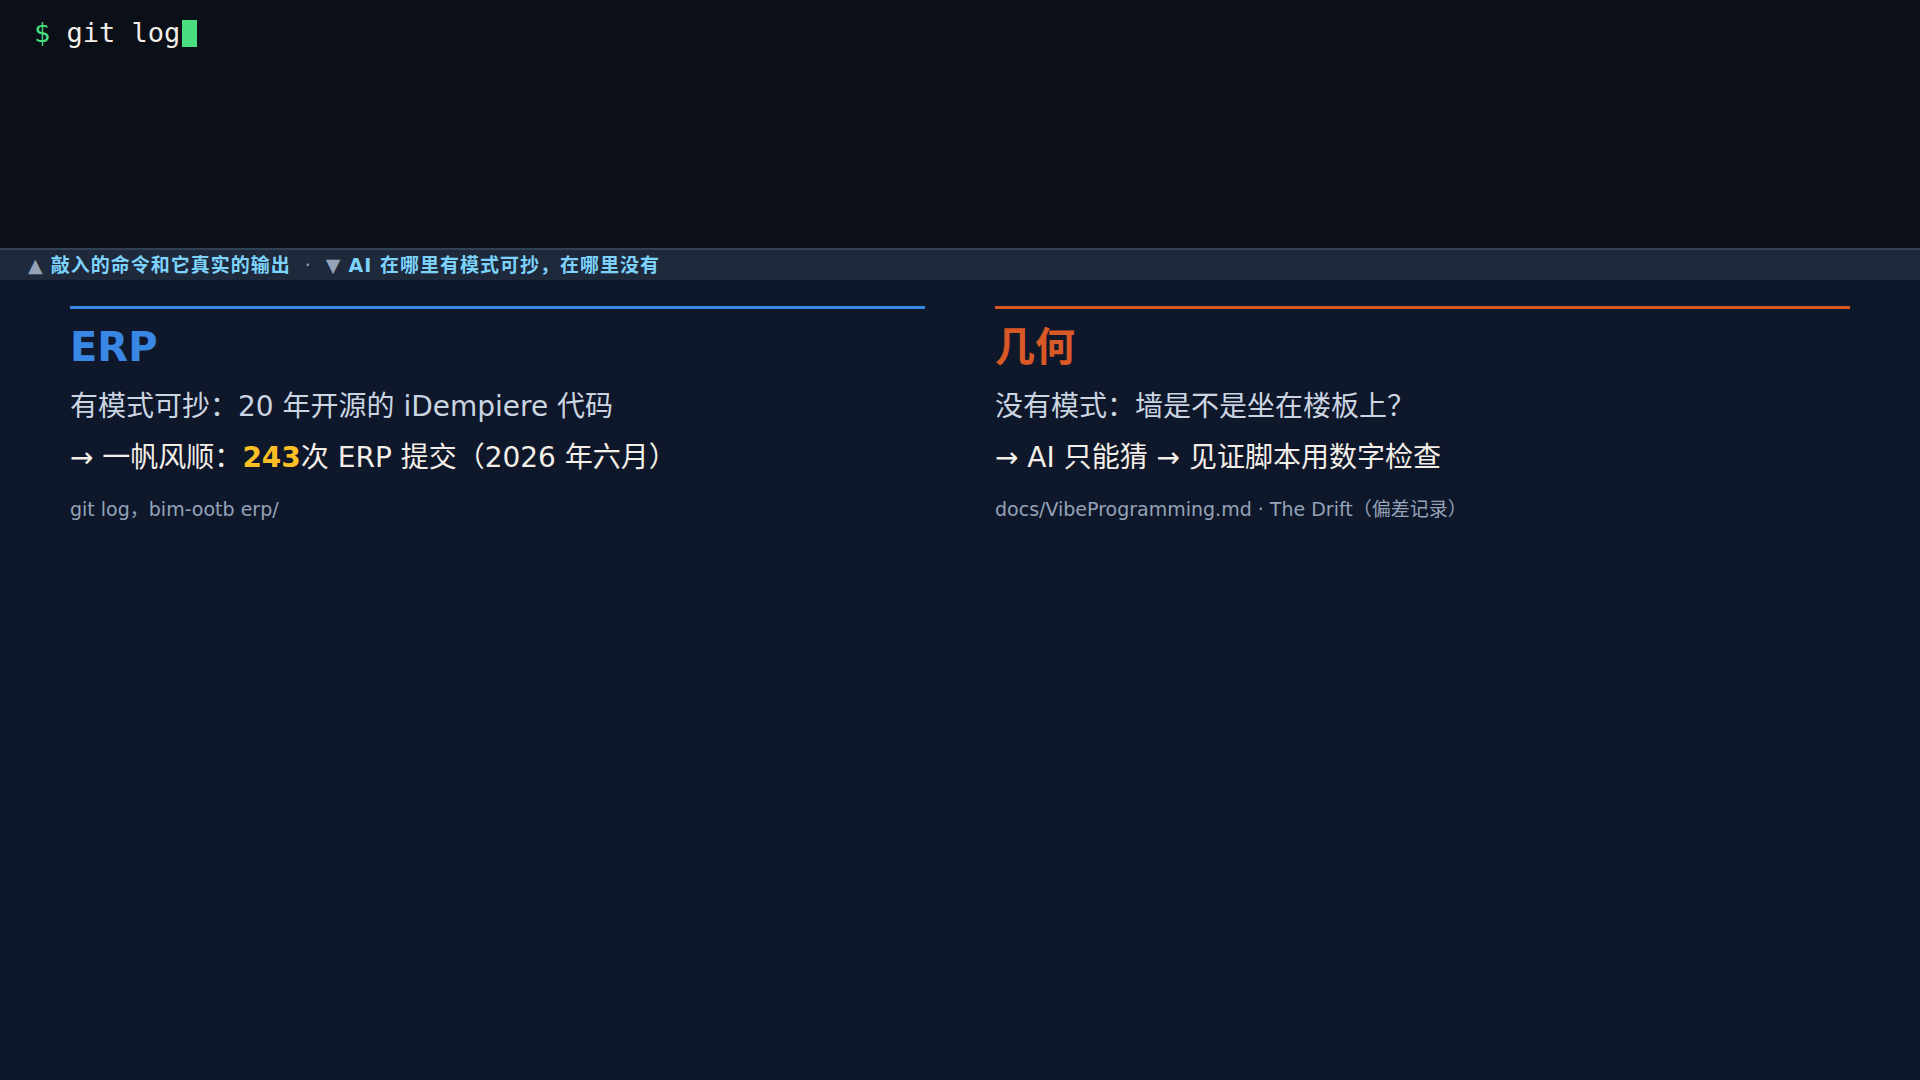 $ git log
▲ 敲入的命令和它真实的输出 · ▼ AI 在哪里有模式可抄，在哪里没有
ERP
有模式可抄：20 年开源的 iDempiere 代码
→ 一帆风顺：243次 ERP 提交（2026 年六月）
git log，bim-ootb erp/
几何
没有模式：墙是不是坐在楼板上？
→ AI 只能猜 → 见证脚本用数字检查
docs/VibeProgramming.md · The Drift（偏差记录）